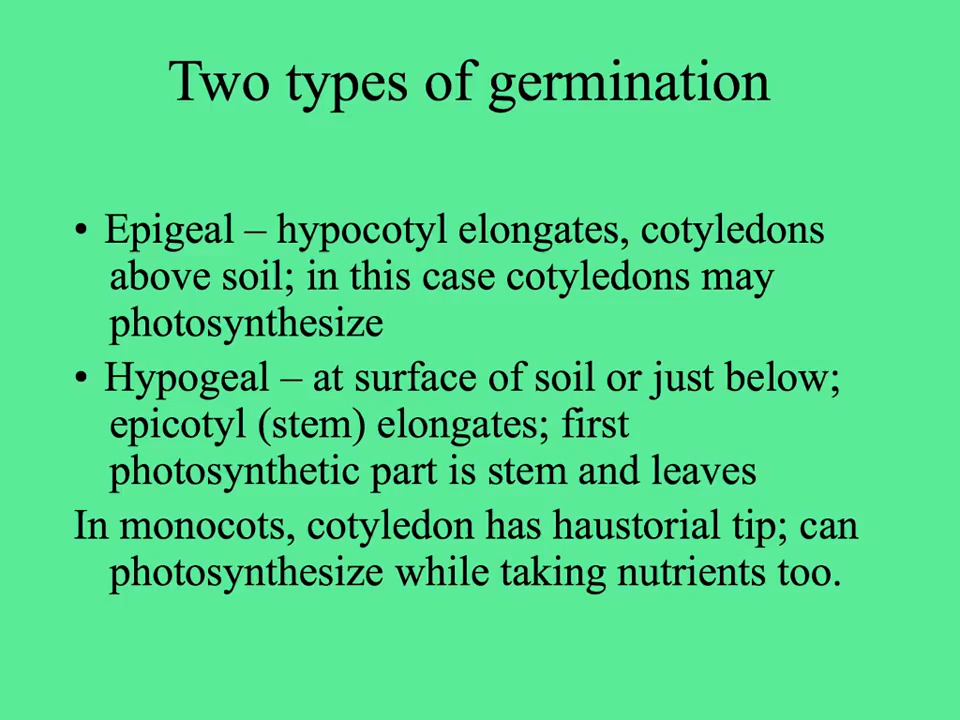 Two types of germination
• Epigeal – hypocotyl elongates, cotyledons
above soil; in this case cotyledons may
photosynthesize
• Hypogeal – at surface of soil or just below;
epicotyl (stem) elongates; first
photosynthetic part is stem and leaves
In monocots, cotyledon has haustorial tip; can
photosynthesize while taking nutrients too.